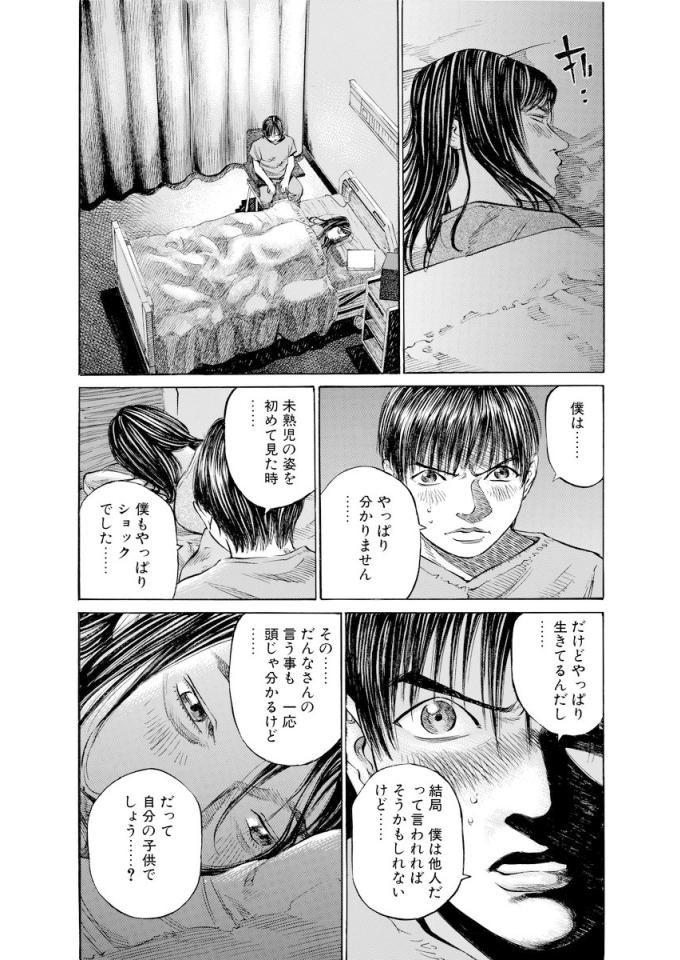 ギシ…
僕は……
やっぱり
分かりません
……
未熟児の姿を
初めて見た時
……
僕もやっぱり
ショック
でした……
だけどやっぱり
生きてるんだし
結局 僕は他人だ
って言われれば
そうかもしれない
けど……
その……
だんなさんの
言う事も 一応
頭じゃ分かるけど
……
だって
自分の子供で
しょう……?